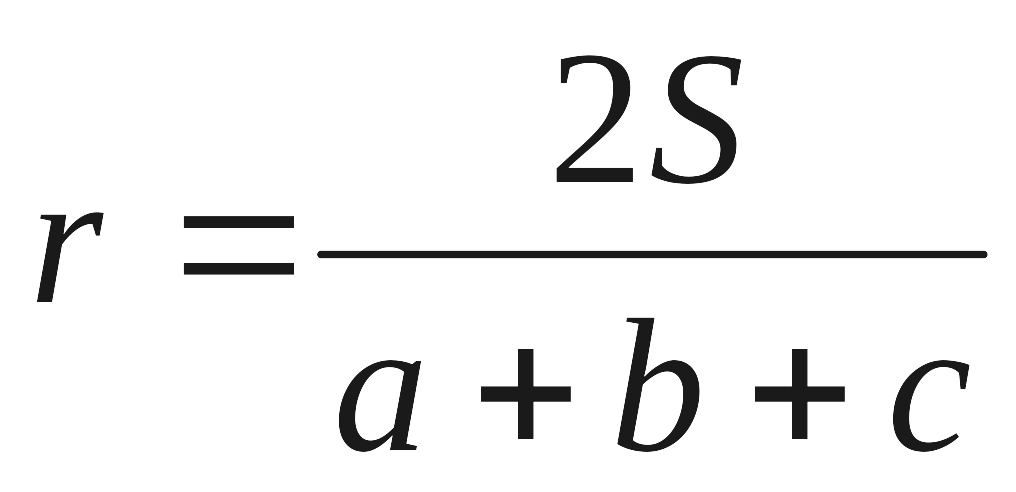 r = 2S / (a + b + c)